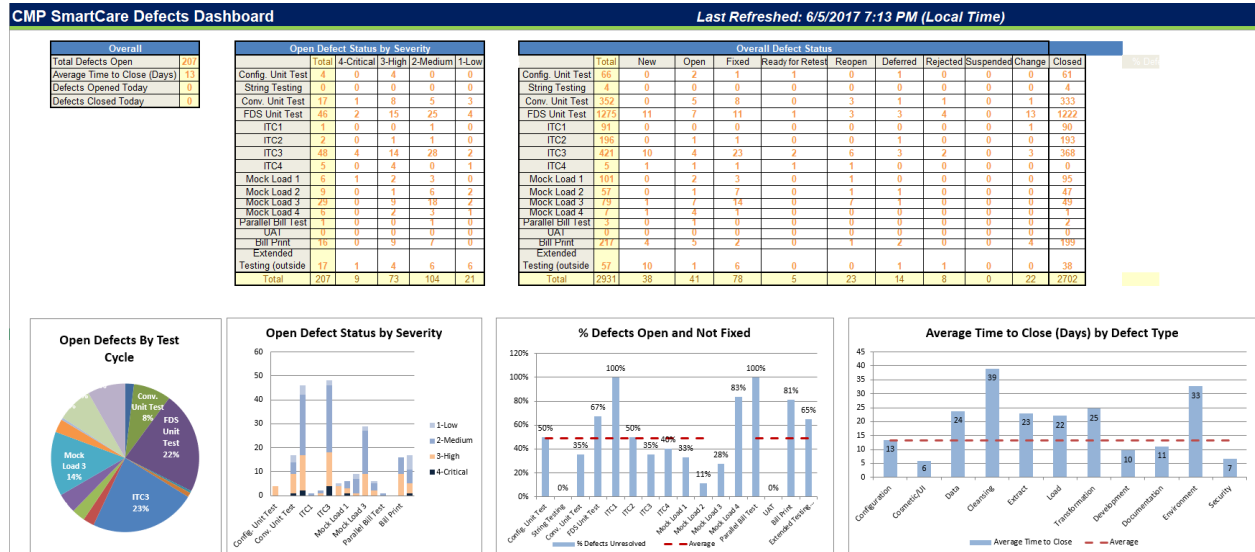 CMP SmartCare Defects Dashboard Last Refreshed: 6/5/2017 7:13 PM (Local Time)
Overall
Total Defects Open 207
Average Time to Close (Days) 13
Defects Opened Today 0
Defects Closed Today 0
Open Defect Status by Severity
Total 4-Critical 3-High 2-Medium 1-Low
Config. Unit Test 4 0 4 0 0
String Testing 0 0 0 0 0
Conv. Unit Test 17 1 8 5 3
FDS Unit Test 46 2 15 25 4
ITC1 1 0 0 1 0
ITC2 2 0 1 1 0
ITC3 48 4 14 28 2
ITC4 5 0 4 0 1
Mock Load 1 6 1 2 3 0
Mock Load 2 9 0 1 6 2
Mock Load 3 29 0 9 18 2
Mock Load 4 6 0 2 3 1
Parallel Bill Test 1 0 0 1 0
UAT 0 0 0 0 0
Bill Print 16 0 9 7 0
Extended
Testing (outside 17 1 4 6 6
Total 207 9 73 104 21
Overall Defect Status
Total New Open Fixed Ready for Retest Reopen Deferred Rejected Suspended Change Closed
Config. Unit Test 66 0 2 1 1 0 1 0 0 0 61
String Testing 4 0 0 0 0 0 0 0 0 0 4
Conv. Unit Test 352 0 5 8 0 3 1 1 0 1 333
FDS Unit Test 1275 11 7 11 1 3 3 4 0 13 1222
ITC1 91 0 0 0 0 0 0 0 0 1 90
ITC2 196 0 1 1 0 0 1 0 0 0 193
ITC3 421 10 4 23 2 6 3 2 0 3 368
ITC4 5 1 1 1 1 1 0 0 0 0 0
Mock Load 1 101 0 2 3 0 1 0 0 0 0 95
Mock Load 2 57 0 1 7 0 1 1 0 0 0 47
Mock Load 3 79 1 7 14 0 7 1 0 0 0 49
Mock Load 4 7 1 4 1 0 0 0 0 0 0 1
Parallel Bill Test 3 0 1 0 0 0 0 0 0 0 2
UAT 0 0 0 0 0 0 0 0 0 0 0
Bill Print 217 4 5 2 0 1 2 0 0 4 199
Extended
Testing (outside 57 10 1 6 0 0 1 1 0 0 38
Total 2931 38 41 78 5 23 14 8 0 22 2702
Open Defects By Test
Cycle
Conv.
Unit Test
8%
FDS
Unit
Test
22%
ITC3
23%
Mock
Load 3
14%
Open Defect Status by Severity
60
50
40
30
20
10
0
1-Low
2-Medium
3-High
4-Critical
Config. Unit Test
Conv. Unit Test
ITC1
ITC3
Mock Load 1
Mock Load 3
Parallel Bill Test
Bill Print
% Defects Open and Not Fixed
120%
100%
80%
60%
40%
20%
0%
50% 0% 35% 67% 100% 50% 35% 40% 33% 11% 28% 83% 100% 0% 81% 65%
Config. Unit Test
String Testing
Conv. Unit Test
FDS Unit Test
ITC1
ITC2
ITC3
ITC4
Mock Load 1
Mock Load 2
Mock Load 3
Mock Load 4
Parallel Bill Test
UAT
Bill Print
Extended Testing...
% Defects Unresolved Average
Average Time to Close (Days) by Defect Type
45
40
35
30
25
20
15
10
5
0
13 6 24 39 23 22 25 10 11 33 7
Configuration
Cosmetic/UI
Data
Cleansing
Extract
Load
Transformation
Development
Documentation
Environment
Security
Average Time to Close Average